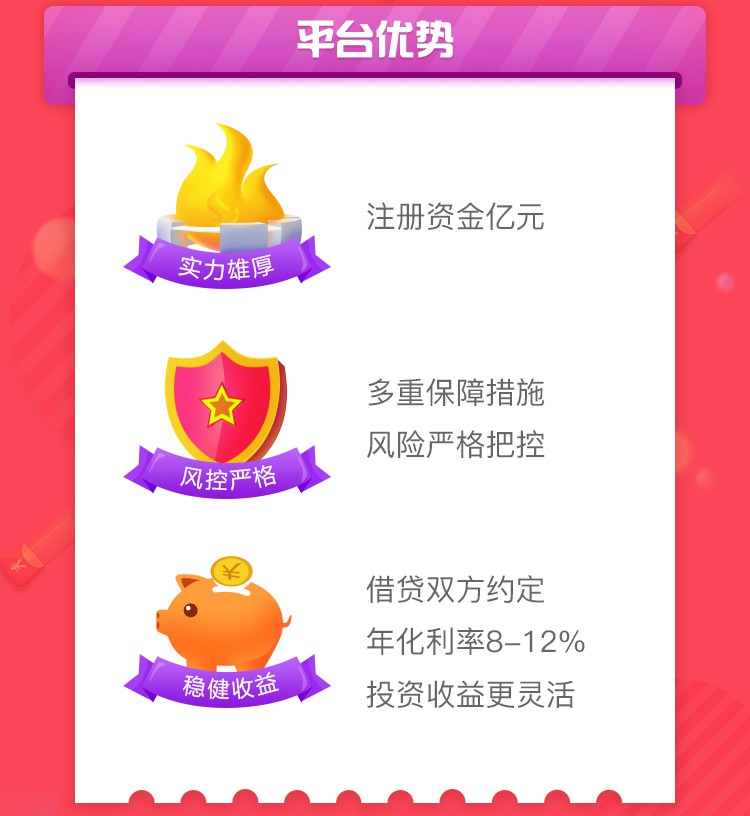 平台优势
实力雄厚
注册资金亿元
风控严格
多重保障措施
风险严格把控
¥
稳健收益
借贷双方约定
年化利率8-12%
投资收益更灵活
¥